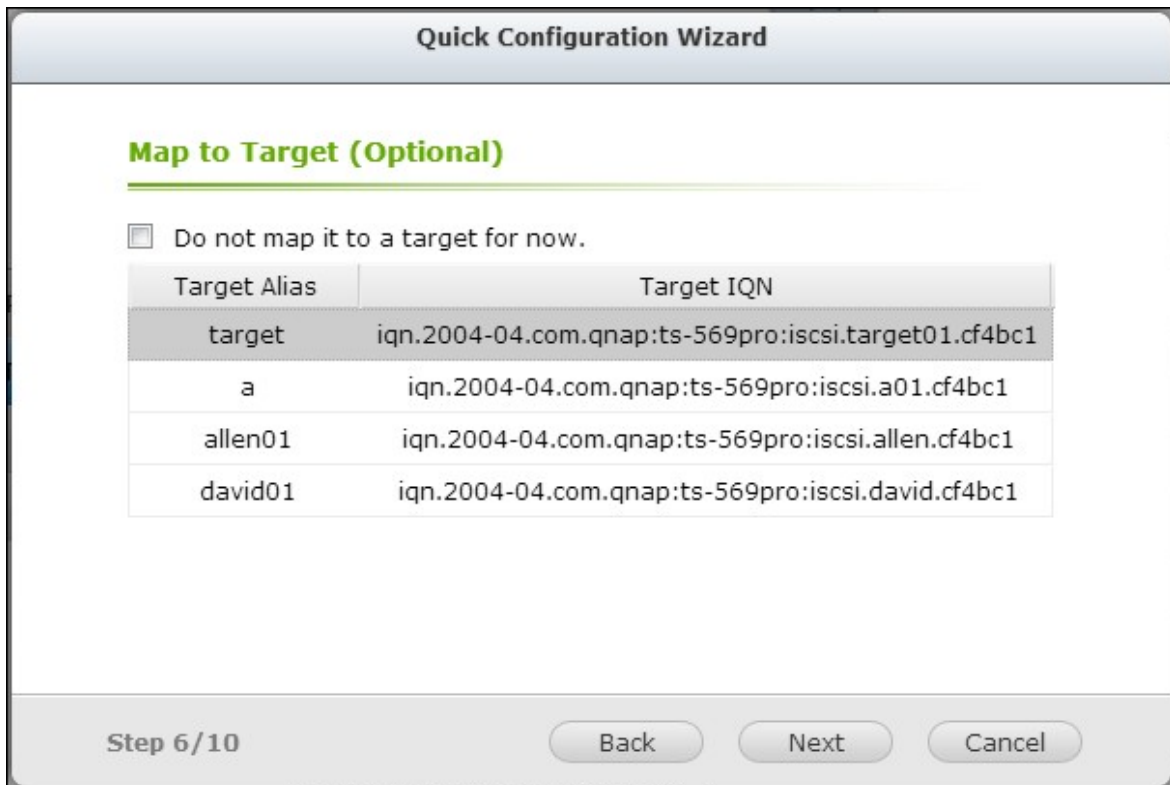 Quick Configuration Wizard
Map to Target (Optional)
Do not map it to a target for now.
Target Alias Target IQN
target iqn.2004-04.com.qnap:ts-569pro:iscsi.target01.cf4bc1
a iqn.2004-04.com.qnap:ts-569pro:iscsi.a01.cf4bc1
allen01 iqn.2004-04.com.qnap:ts-569pro:iscsi.allen.cf4bc1
david01 iqn.2004-04.com.qnap:ts-569pro:iscsi.david.cf4bc1
Step 6/10 Back Next Cancel